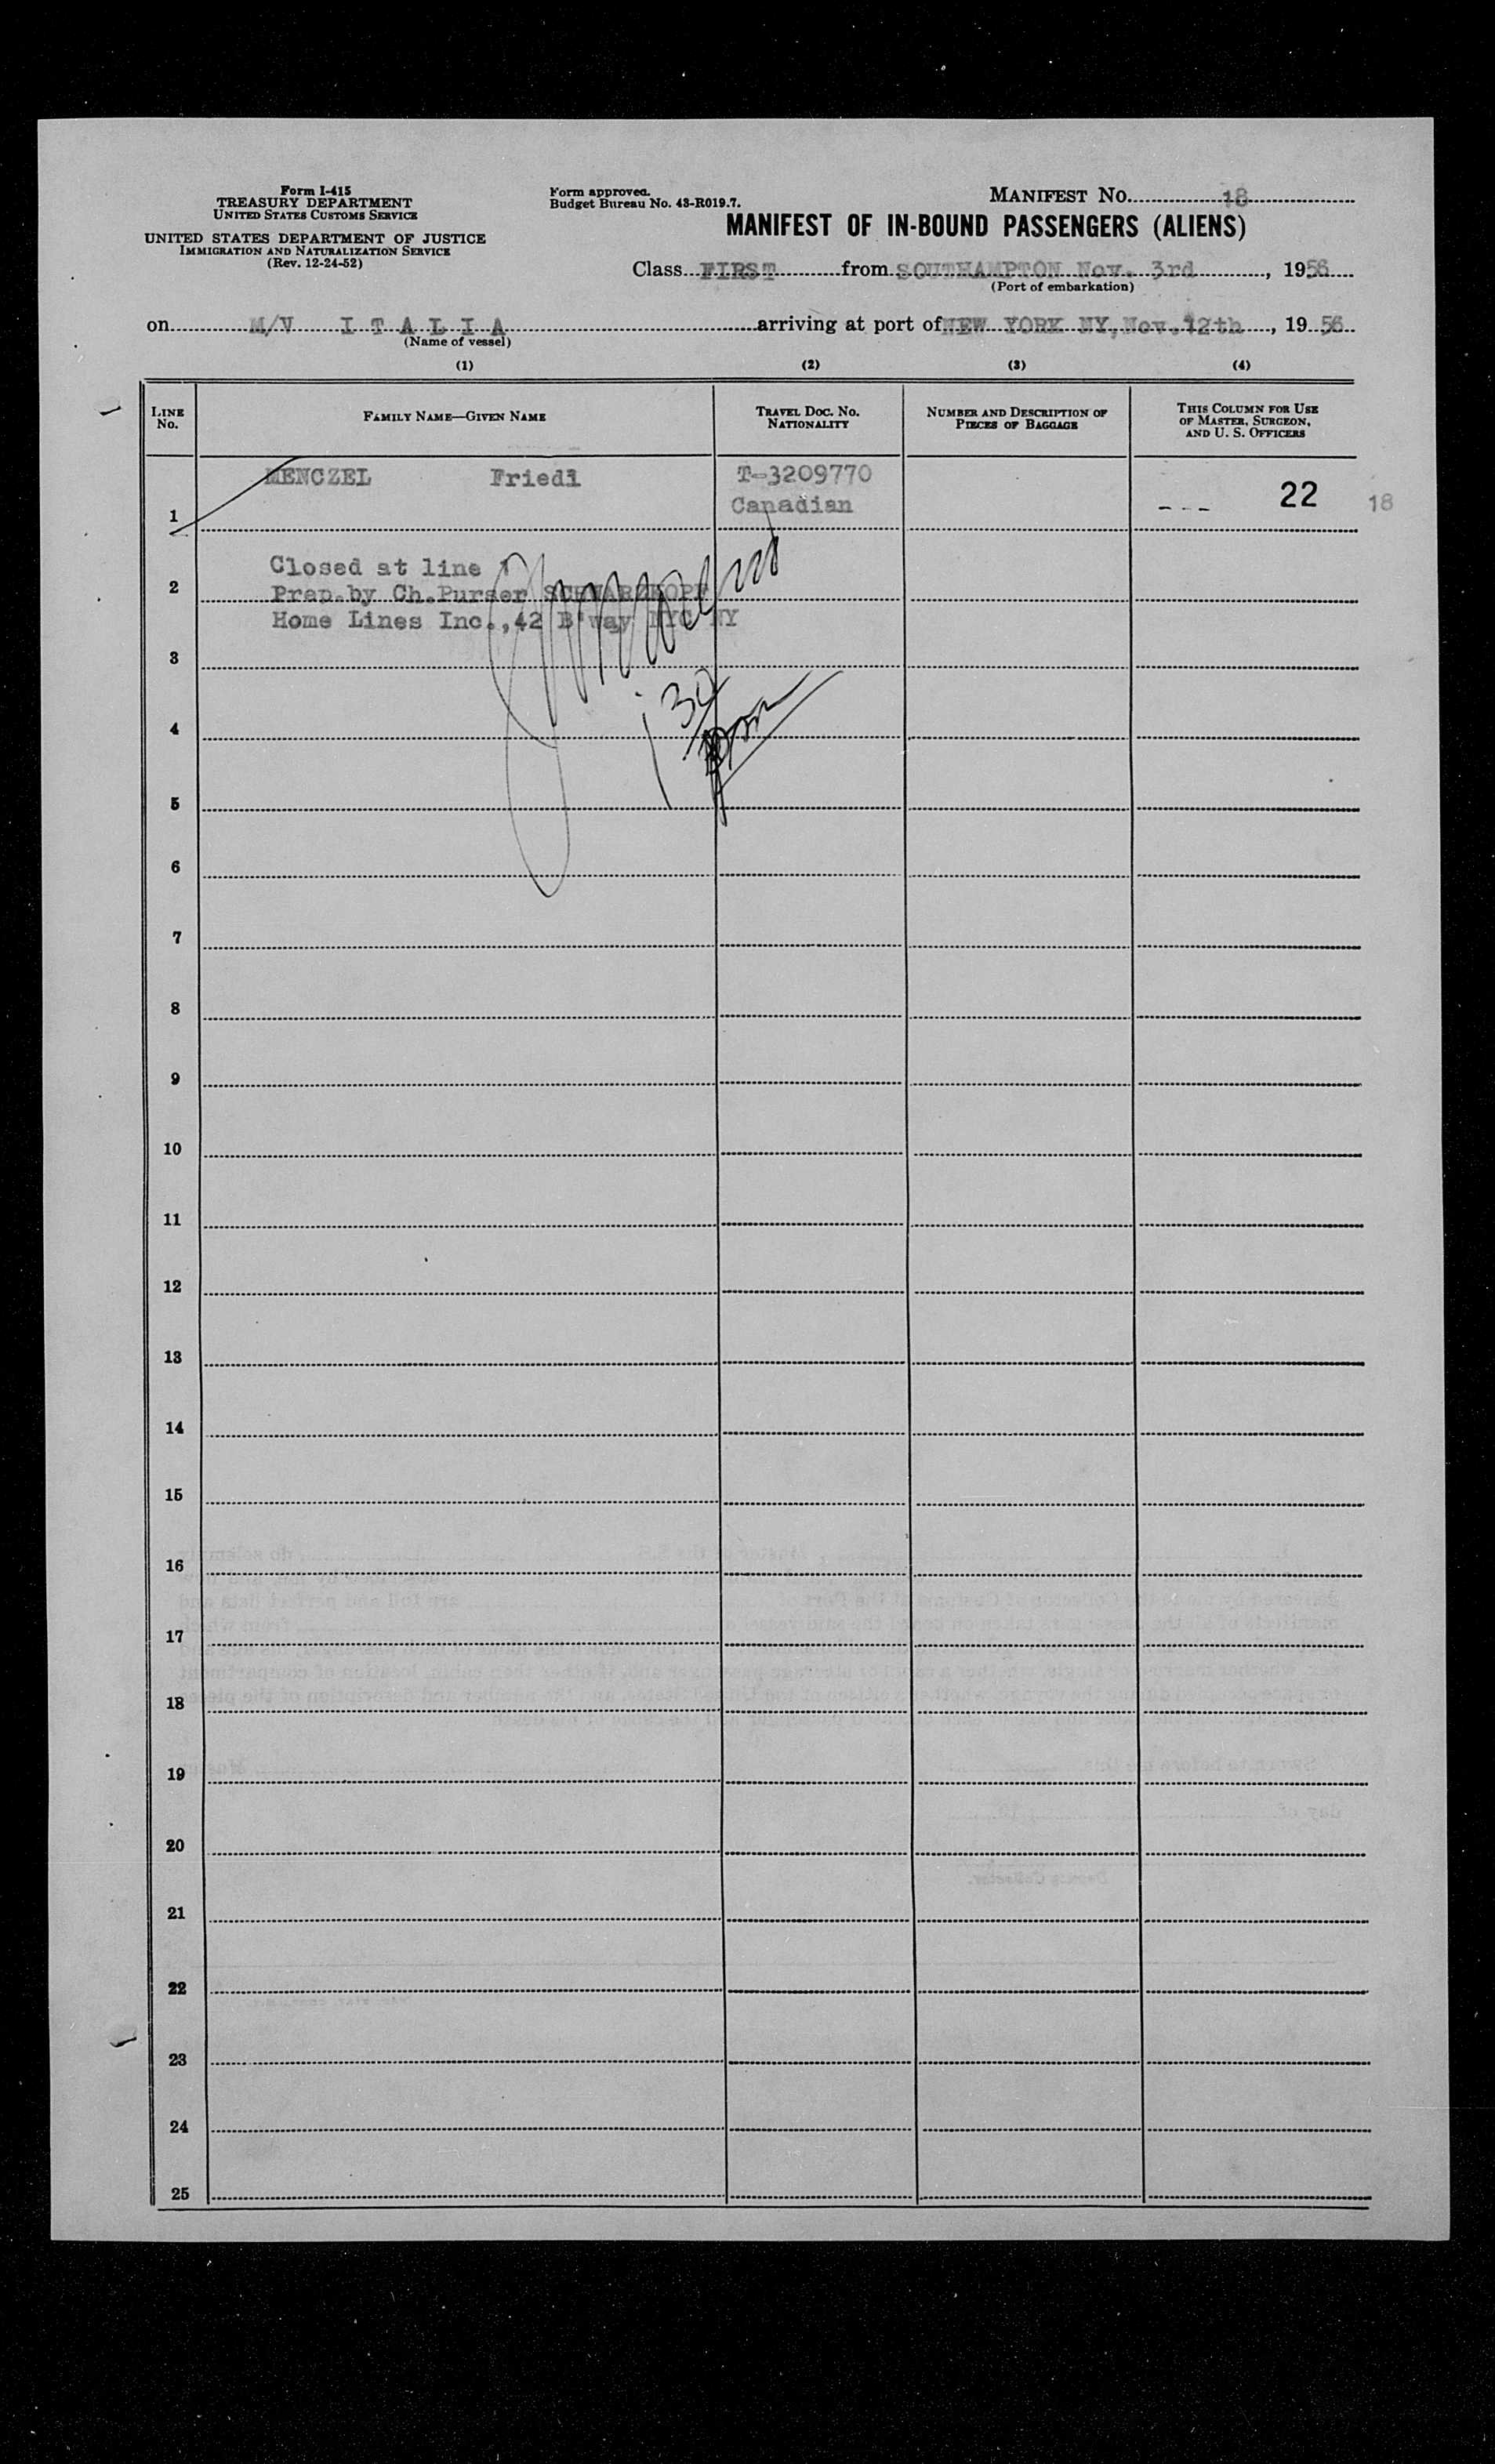 Form I-415
TREASURY DEPARTMENT
UNITED STATES CUSTOMS SERVICE
UNITED STATES DEPARTMENT OF JUSTICE
IMMIGRATION AND NATURALIZATION SERVICE
(Rev. 12-24-52)
Form approved.
Budget Bureau No. 43-R019.7.
MANIFEST No. 18
MANIFEST OF IN-BOUND PASSENGERS (ALIENS)
Class FIRST from SOUTHAMPTON Nov. 3rd, 1956
(Port of embarkation)
on M/V I T A L I A arriving at port of NEW YORK NY, Nov. 12th, 19 56
(Name of vessel)
(1) (2) (3) (4)
LINE No. FAMILY NAME—GIVEN NAME TRAVEL DOC. No. NATIONALITY NUMBER AND DESCRIPTION OF PIECES OF BAGGAGE THIS COLUMN FOR USE OF MASTER, SURGEON, AND U. S. OFFICERS
MENCZEL Friedl T-3209770
Canadian
1 --- 22 18
Closed at line 1
2 Prep.by Ch.Purser SCHWARZKOPF
Home Lines Inc.,42 B'way NYC NY
3
130
4 pm
5
6
7
8
9
10
11
12
13
14
15
16
17
18
19
20
21
22
23
24
25